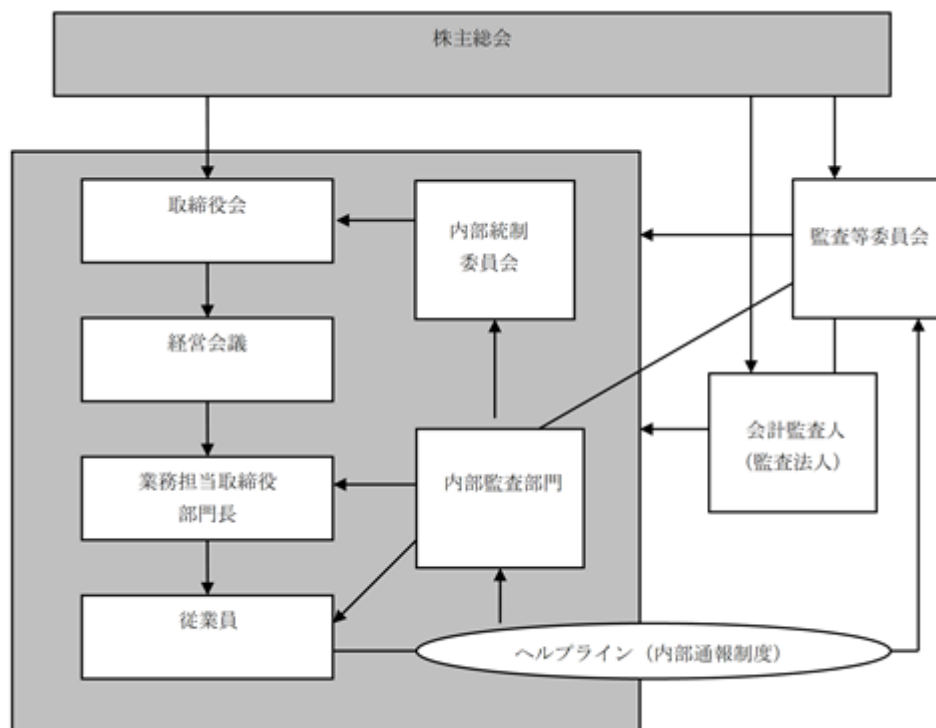 株主総会
取締役会
内部統制
委員会
監査等委員会
経営会議
会計監査人
(監査法人)
業務担当取締役
部門長
内部監査部門
従業員
ヘルプライン（内部通報制度）